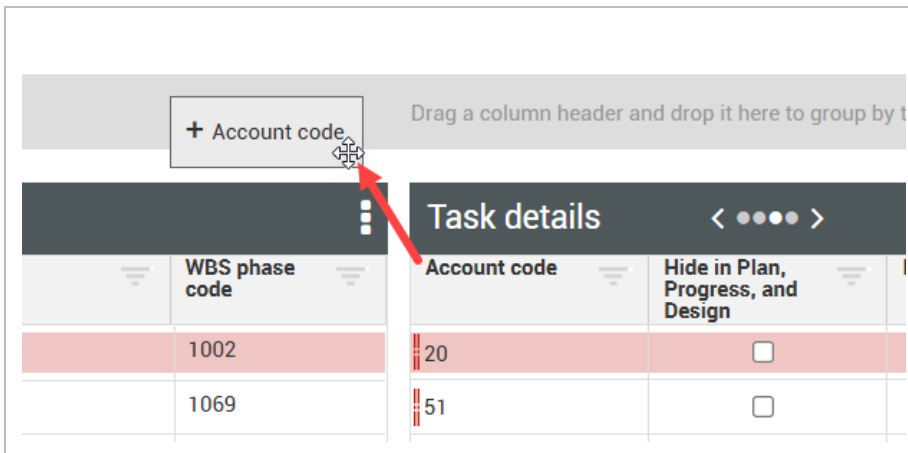 Drag a column header and drop it here to group by
+ Account code
Task details
WBS phase
code
Account code
Hide in Plan,
Progress, and
Design
1002
20
1069
51